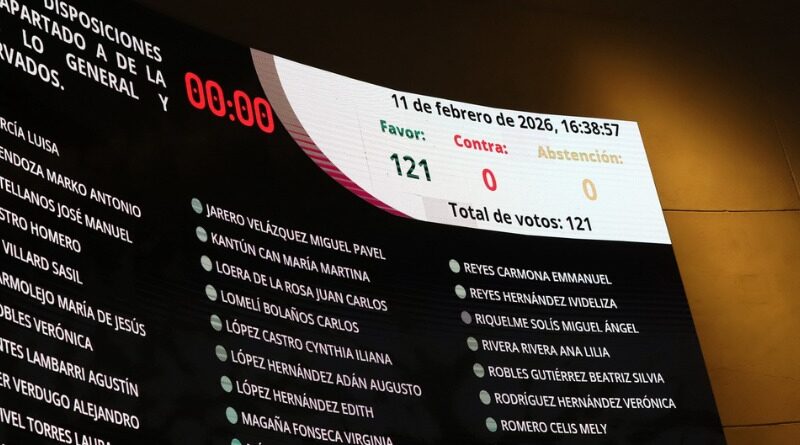 DISPOSICIONES
APARTADO A DE LA
LO GENERAL Y
RVADOS.
00:00
11 de febrero de 2026, 16:38:57
Favor: Contra: Abstención:
121 0 0
Total de votos: 121
RCÍA LUISA
ENDOZA MARKO ANTONIO
TELLANOS JOSÉ MANUEL
STRO HOMERO
VILLARD SASIL
ARMOLEJO MARÍA DE JESÚS
OBLES VERÓNICA
NTES LAMBARRI AGUSTÍN
ER VERDUGO ALEJANDRO
VIVEL TORRES LAURA
JARERO VELÁZQUEZ MIGUEL PAVEL
KANTÚN CAN MARÍA MARTINA
LOERA DE LA ROSA JUAN CARLOS
LOMELÍ BOLAÑOS CARLOS
LÓPEZ CASTRO CYNTHIA ILIANA
LÓPEZ HERNÁNDEZ ADÁN AUGUSTO
LÓPEZ HERNÁNDEZ EDITH
MAGAÑA FONSECA VIRGINIA
REYES CARMONA EMMANUEL
REYES HERNÁNDEZ IVIDELIZA
RIQUELME SOLÍS MIGUEL ÁNGEL
RIVERA RIVERA ANA LILIA
ROBLES GUTIÉRREZ BEATRIZ SILVIA
RODRÍGUEZ HERNÁNDEZ VERÓNICA
ROMERO CELIS MELY